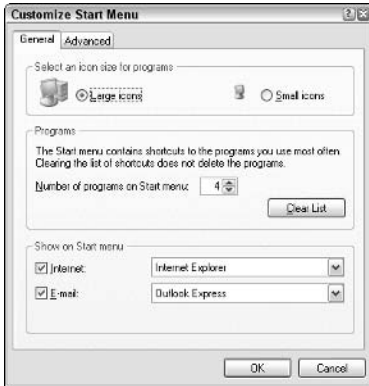 Customize Start Menu
General Advanced
Select an icon size for programs
Large icons Small icons
Programs
The Start menu contains shortcuts to the programs you use most often.
Clearing the list of shortcuts does not delete the programs.
Number of programs on Start menu: 4
Clear List
Show on Start menu
Internet: Internet Explorer
E-mail: Outlook Express
OK Cancel